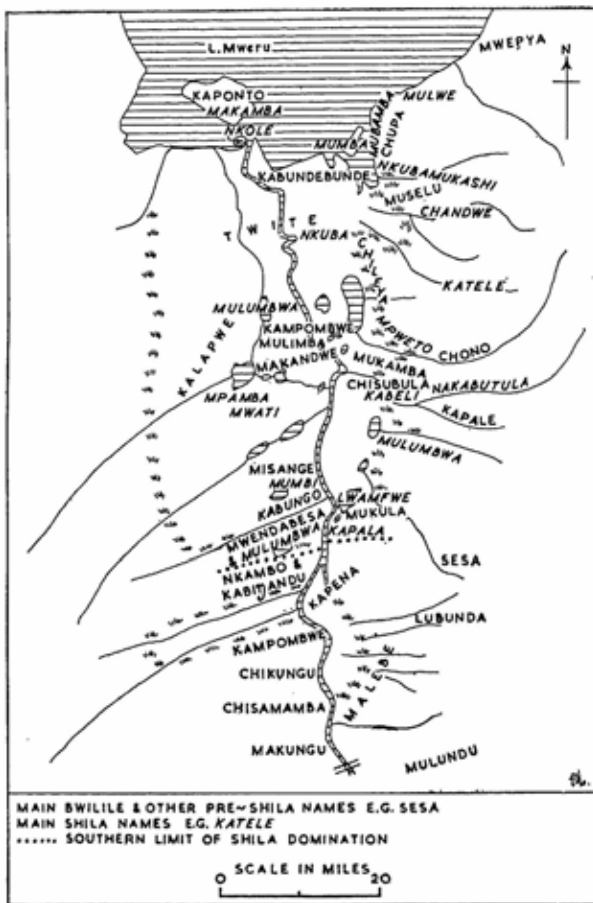 L. Mweru
MWEPYA
N
KAPONTO
MAKAMBA
MULWE
NKOLE
MUBAMBA
CHUPA
MUMBA
KABUNDEBUNDE
NKUBAMUKASHI
MUSELU
CHANDWE
TWITE
NKUBA
KATELE
MULUMBWA
MPWETO
KAMPOMBWE
CHONO
KALAPWE
MULIMBA
MAKANDWE
MUKAMBA
CHISUBULA
NAKABUTULA
MPAMBA
KABELI
MWATI
KAPALE
MULUMBWA
MISANGE
MUMBI
KABUNGO
LWAMFWE
MWENDABESA
MUKULA
& MULUMBWA
KAPALA
NKAMBO &
SESA
KAPENA
LUBUNDA
KAMPOMBWE
CHIKUNGU
MALEBE
CHISAMAMBA
MAKUNGU
MULUNDU
MAIN BWILILE & OTHER PRE~SHILA NAMES E.G. SESA
MAIN SHILA NAMES E.G. KATELE
...... SOUTHERN LIMIT OF SHILA DOMINATION
SCALE IN MILES
0 20